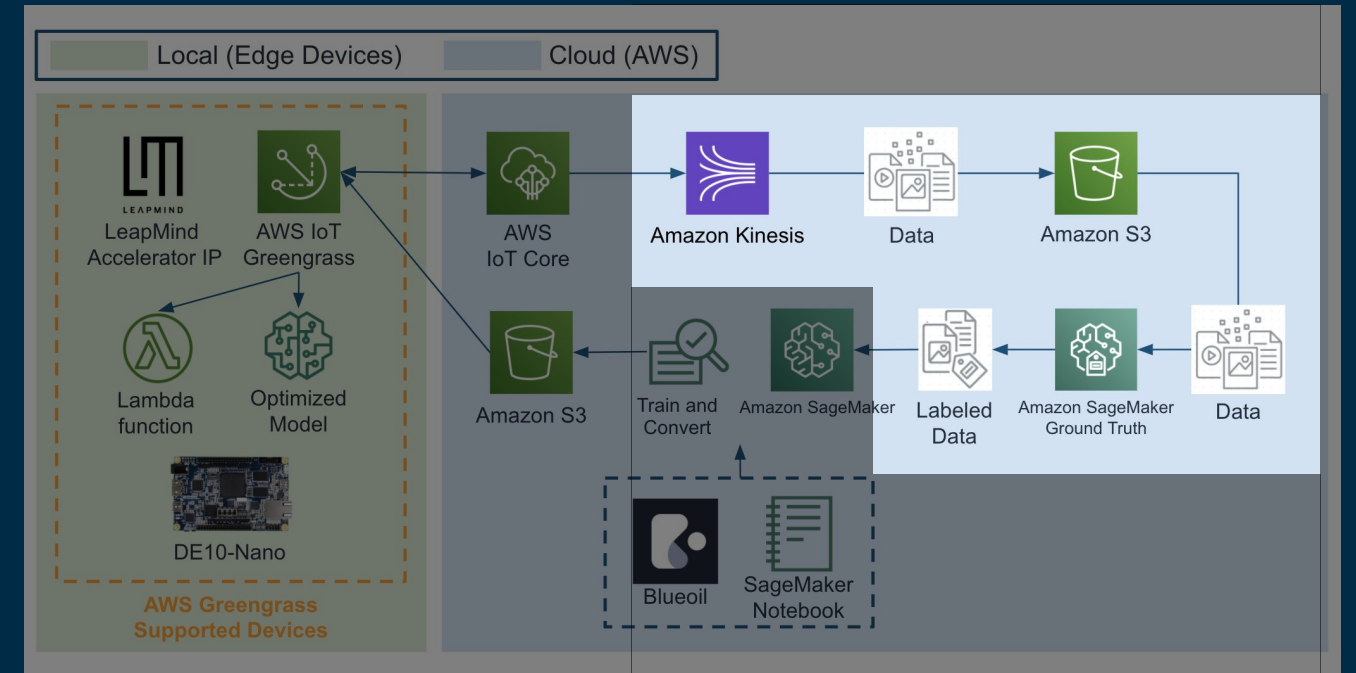 Local (Edge Devices)
Cloud (AWS)
LEAPMIND
LeapMind
Accelerator IP
AWS IoT
Greengrass
AWS
IoT Core
Amazon Kinesis
Data
Amazon S3
Lambda
function
Optimized
Model
Amazon S3
Train and
Convert
Amazon SageMaker
Labeled
Data
Amazon SageMaker
Ground Truth
Data
DE10-Nano
Blueoil
SageMaker
Notebook
AWS Greengrass
Supported Devices